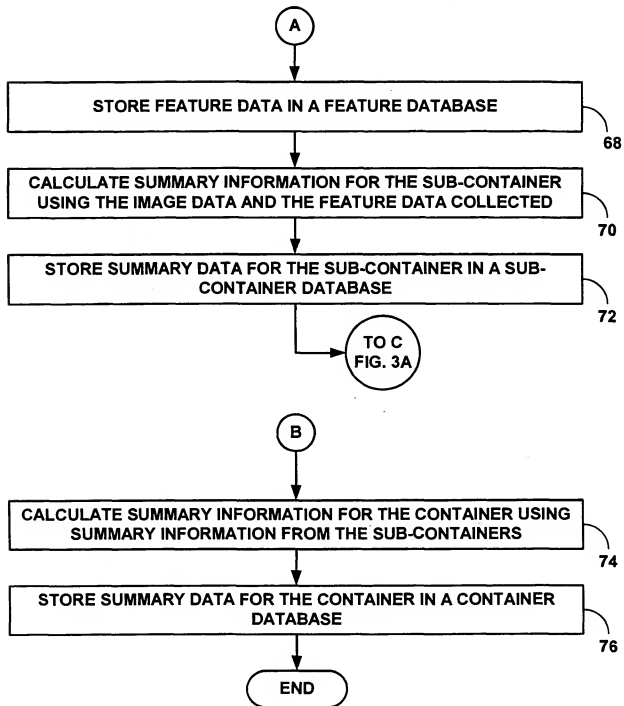 A
STORE FEATURE DATA IN A FEATURE DATABASE
68
CALCULATE SUMMARY INFORMATION FOR THE SUB-CONTAINER
USING THE IMAGE DATA AND THE FEATURE DATA COLLECTED
70
STORE SUMMARY DATA FOR THE SUB-CONTAINER IN A SUB-
CONTAINER DATABASE
72
TO C
FIG. 3A
B
CALCULATE SUMMARY INFORMATION FOR THE CONTAINER USING
SUMMARY INFORMATION FROM THE SUB-CONTAINERS
74
STORE SUMMARY DATA FOR THE CONTAINER IN A CONTAINER
DATABASE
76
END